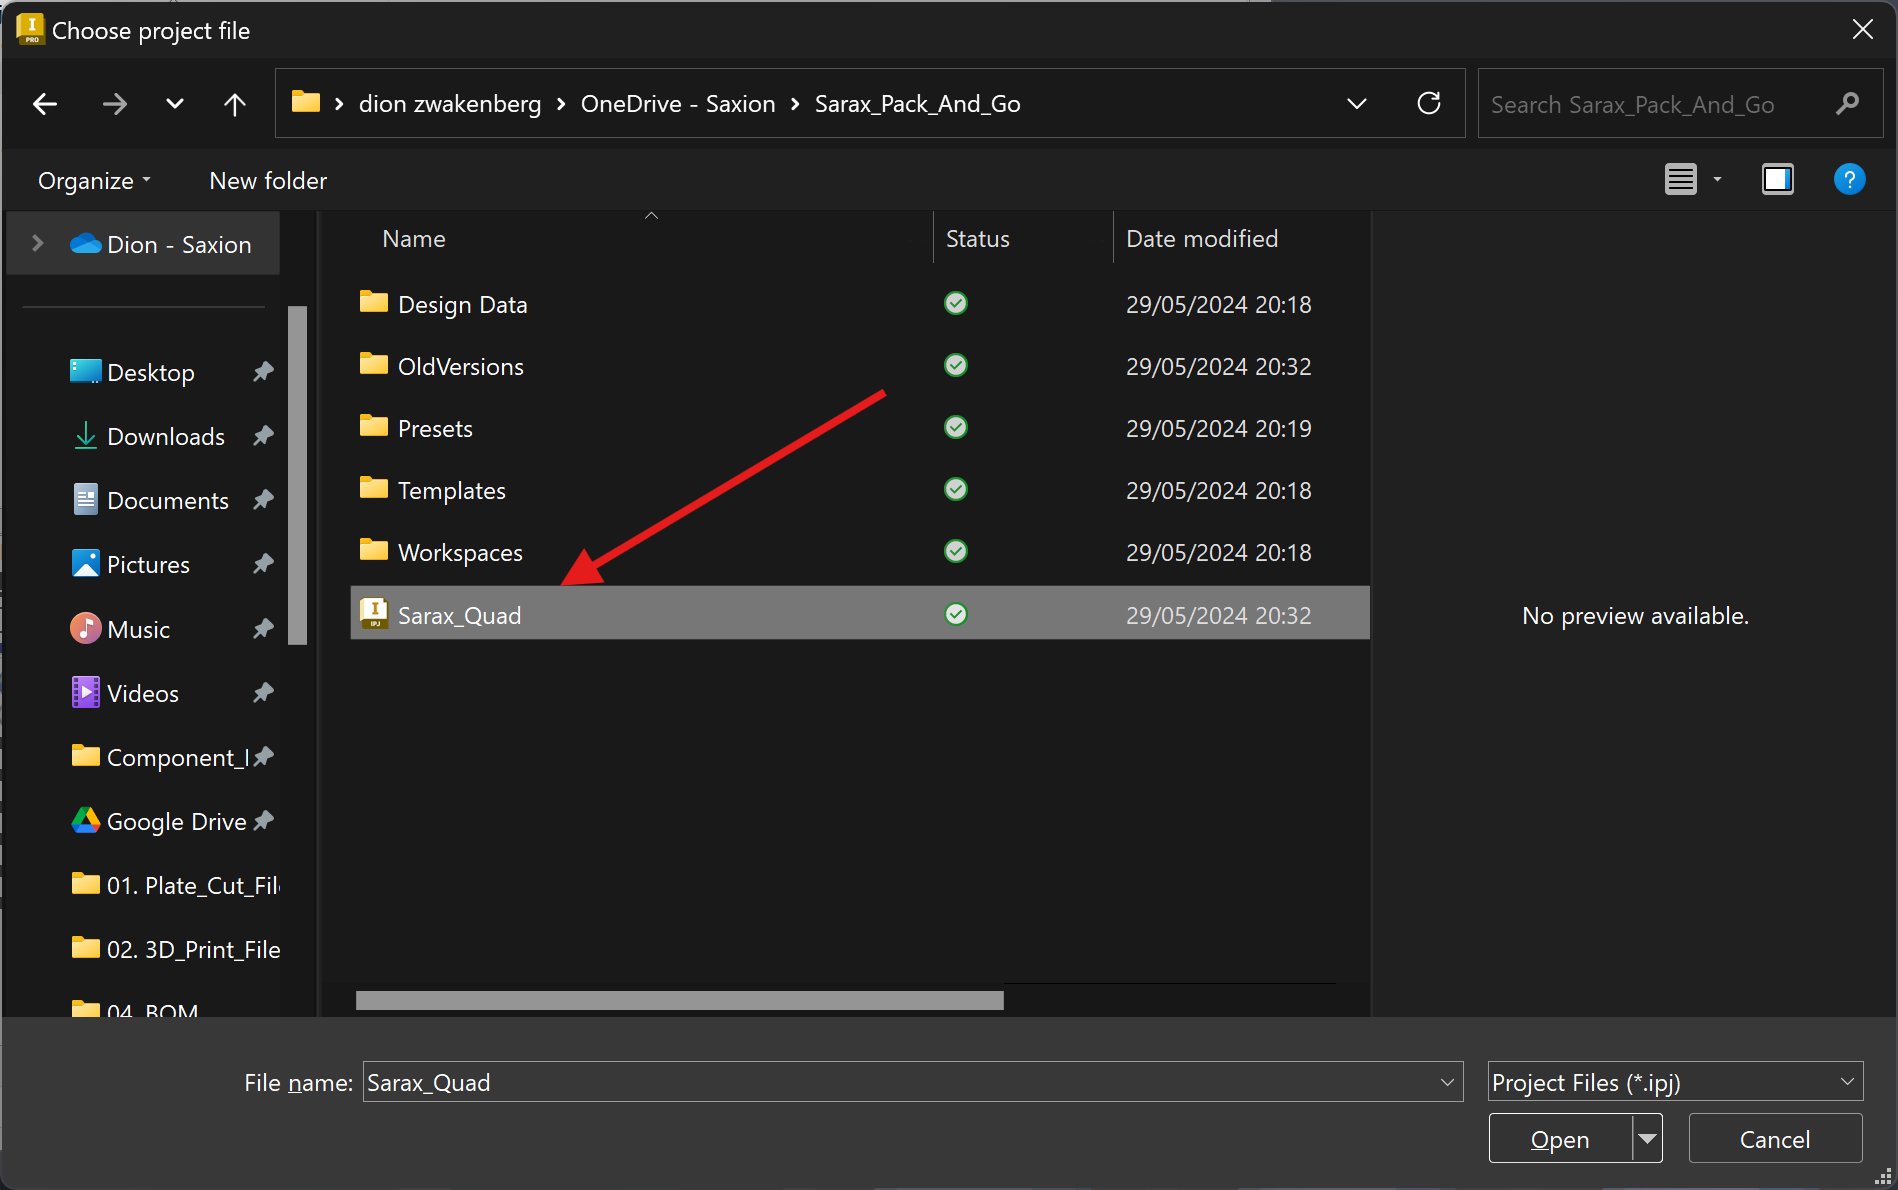 Choose project file
dion zwakenberg > OneDrive - Saxion > Sarax_Pack_And_Go
Search Sarax_Pack_And_Go
Organize
New folder
Dion - Saxion
Name
Status
Date modified
Desktop
Downloads
Documents
Pictures
Music
Videos
Component_
Google Drive
01. Plate_Cut_Fil
02. 3D_Print_File
04. BOM
Design Data 29/05/2024 20:18
OldVersions 29/05/2024 20:32
Presets 29/05/2024 20:19
Templates 29/05/2024 20:18
Workspaces 29/05/2024 20:18
Sarax_Quad 29/05/2024 20:32
No preview available.
File name: Sarax_Quad
Project Files (*.ipj)
Open
Cancel